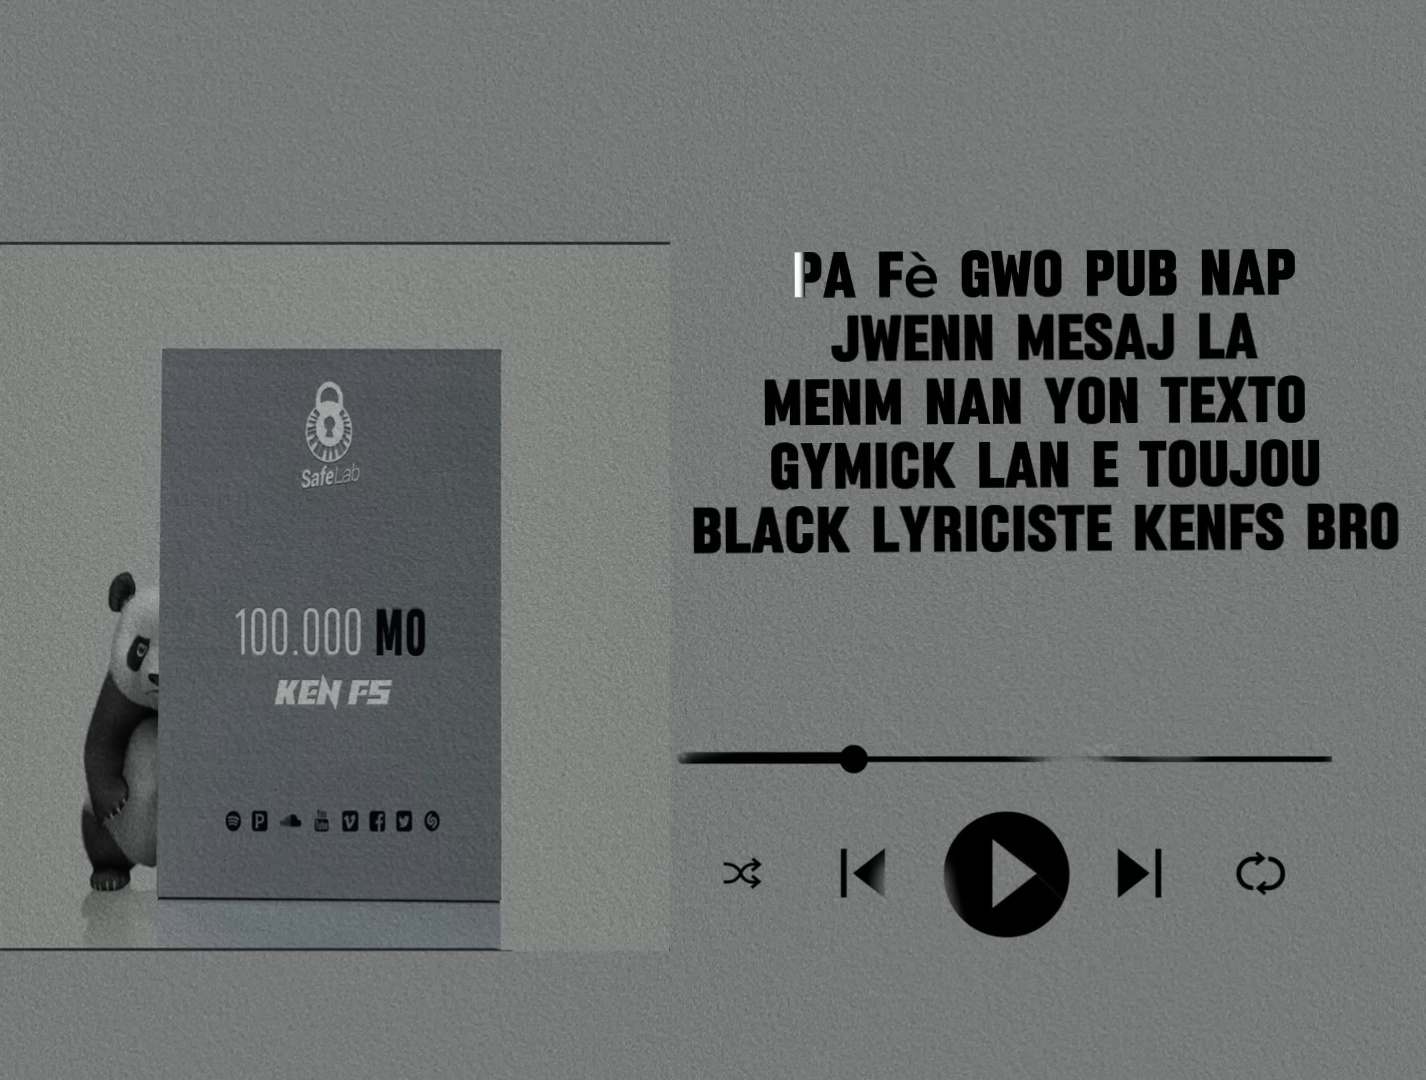 SafeLab
100.000 MO
KEN FS
PA Fè GWO PUB NAP
JWENN MESAJ LA
MENM NAN YON TEXTO
GYMICK LAN E TOUJOU
BLACK LYRICISTE KENFS BRO